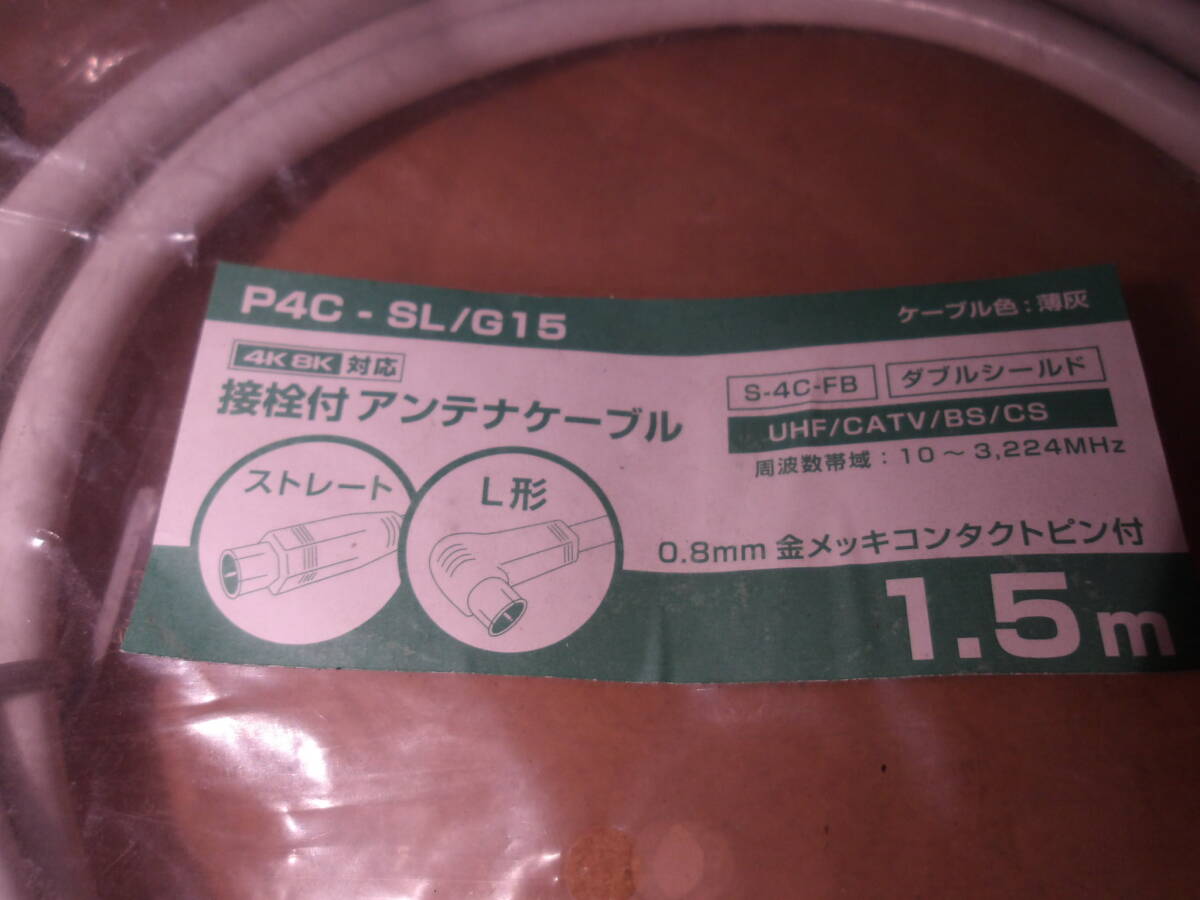 P4C - SL/G15
ケーブル色:薄灰
4K 8K 対応
接栓付 アンテナケーブル
S-4C-FB ダブルシールド
UHF/CATV/BS/CS
周波数帯域:10〜3,224MHz
ストレート
L形
0.8mm 金メッキコンタクトピン付
1.5m